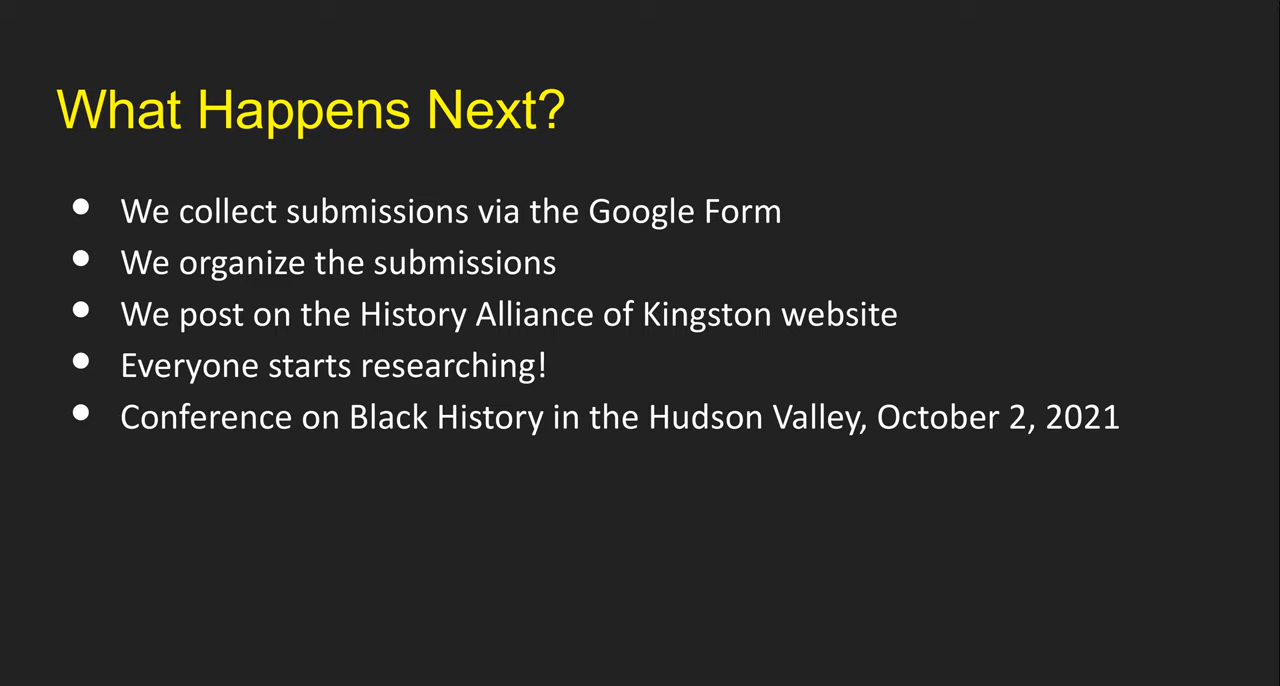 What Happens Next?
• We collect submissions via the Google Form
• We organize the submissions
• We post on the History Alliance of Kingston website
• Everyone starts researching!
• Conference on Black History in the Hudson Valley, October 2, 2021